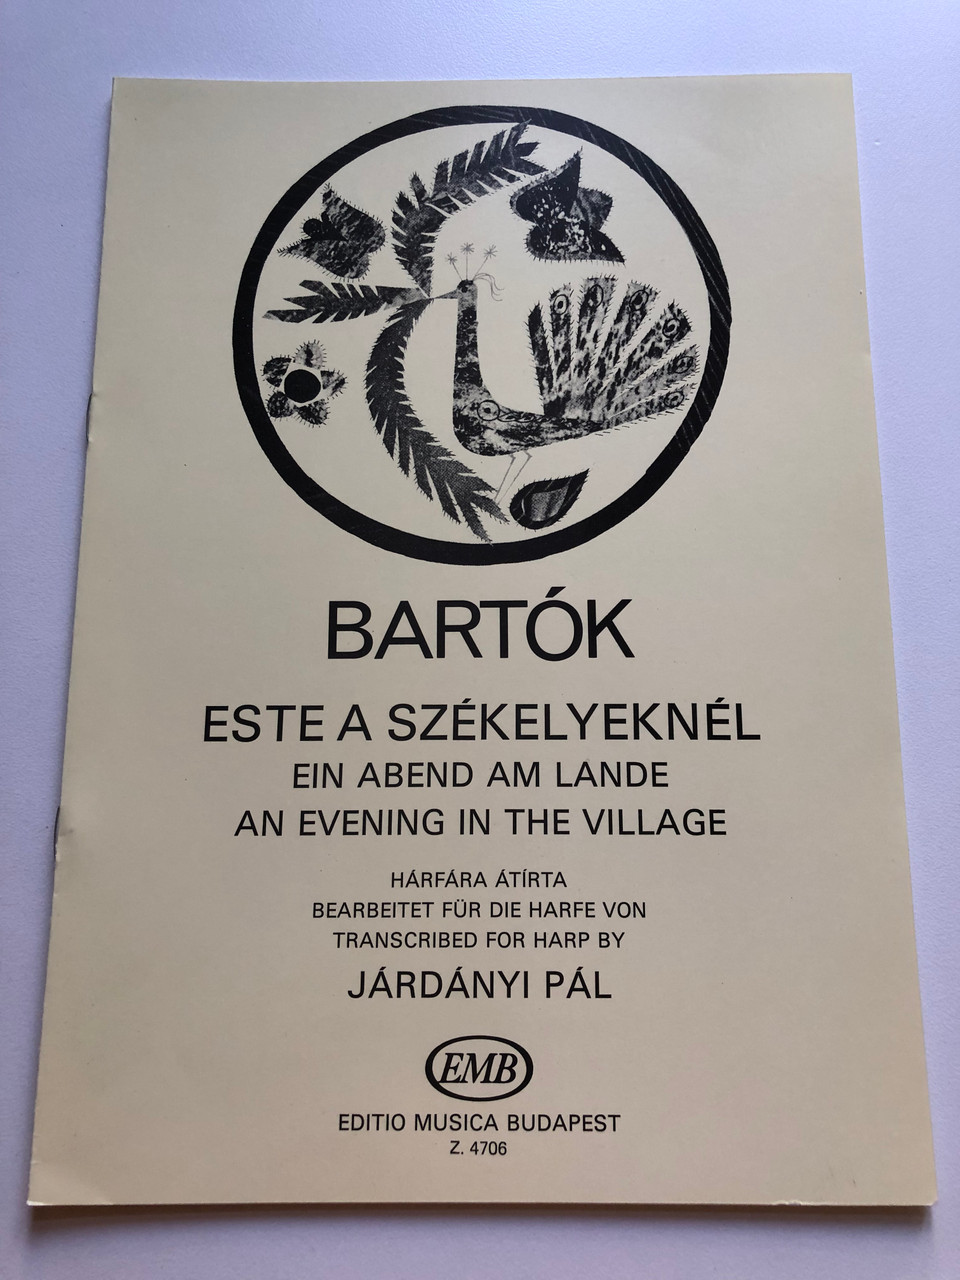 BARTÓK
ESTE A SZÉKELYEKNÉL
EIN ABEND AM LANDE
AN EVENING IN THE VILLAGE
HÁRFÁRA ÁTÍRTA
BEARBEITET FÜR DIE HARFE VON
TRANSCRIBED FOR HARP BY
JÁRDÁNYI PÁL
EMB
EDITIO MUSICA BUDAPEST
Z. 4706